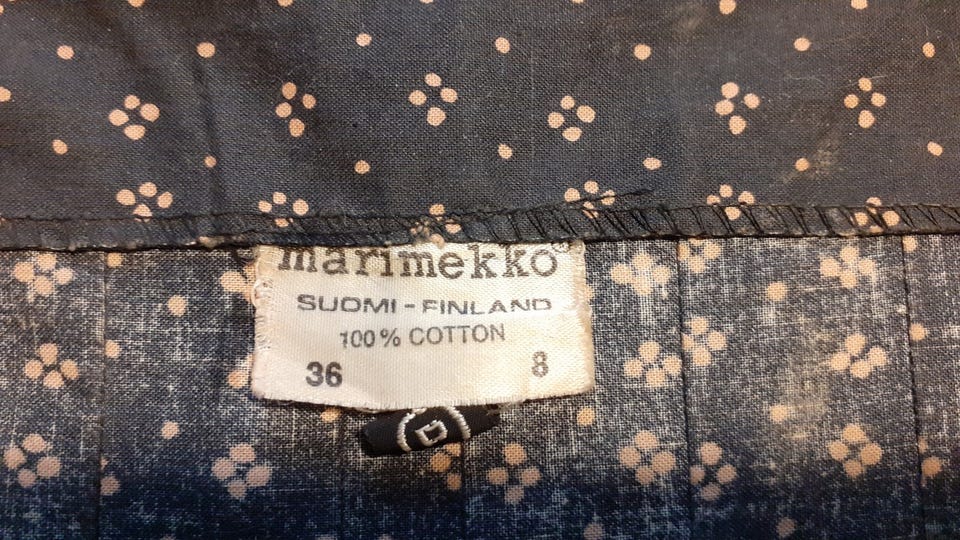 marimekko®
SUOMI - FINLAND
100% COTTON
36 8
G